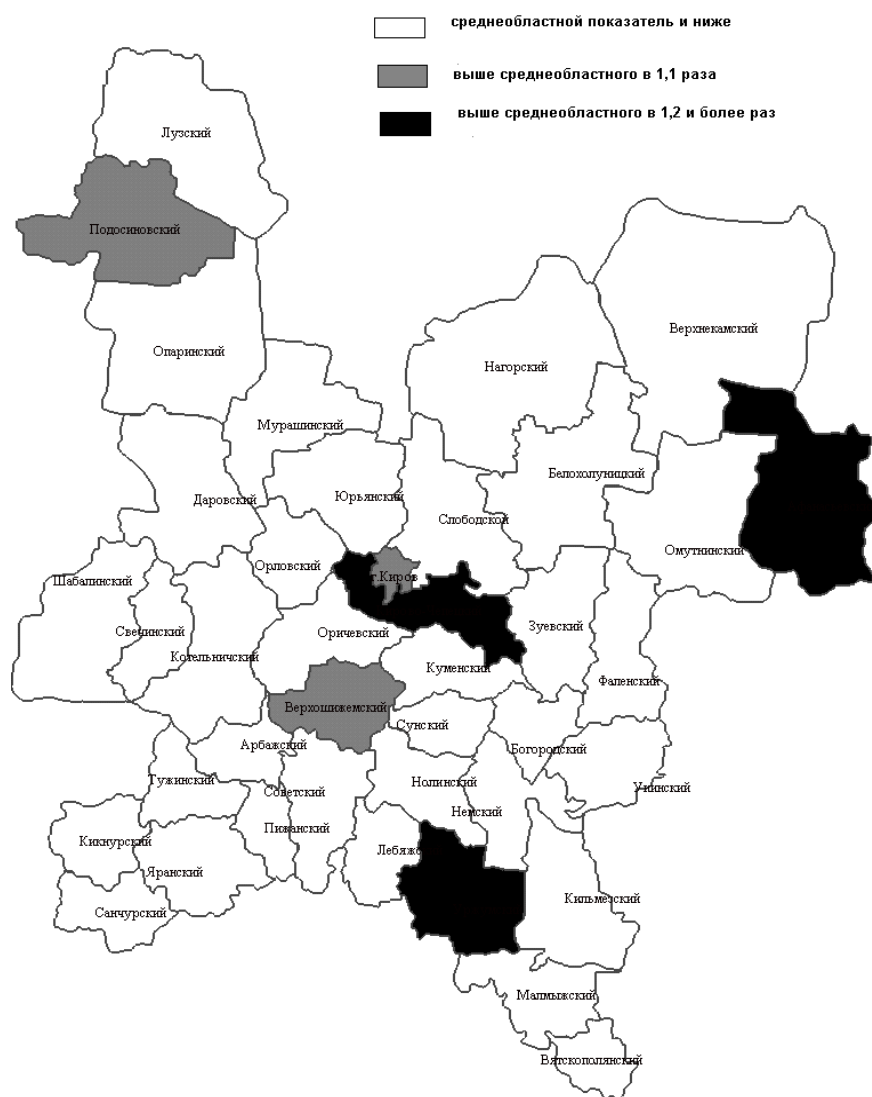 среднеобластной показатель и ниже
выше среднеобластного в 1,1 раза
выше среднеобластного в 1,2 и более раз
Лузский
Подосиновский
Опаринский
Верхнекамский
Нагорский
Мурашинский
Белохолуницкий
Даровский
Юрьянский
Слободской
Омутнинский
Орловский
г.Киров
Шабалинский
Свечинский
Оричевский
Зуевский
Котельничский
Куменский
Фаленский
Верхошижемский
Сунский
Арбажский
Богородский
Тужинский
Советский
Нолинский
Унинский
Немский
Пижанский
Кикнурский
Лебяж
Яранский
Санчурский
Кильмезский
Малмыжский
Вятскополянский